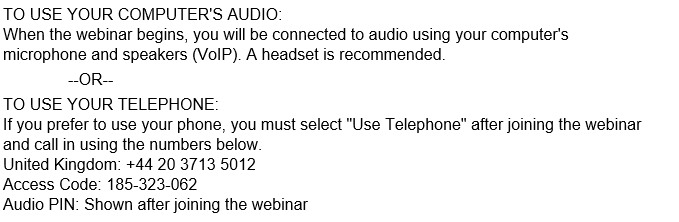 TO USE YOUR COMPUTER'S AUDIO:
When the webinar begins, you will be connected to audio using your computer's
microphone and speakers (VoIP). A headset is recommended.
--OR--
TO USE YOUR TELEPHONE:
If you prefer to use your phone, you must select "Use Telephone" after joining the webinar
and call in using the numbers below.
United Kingdom: +44 20 3713 5012
Access Code: 185-323-062
Audio PIN: Shown after joining the webinar